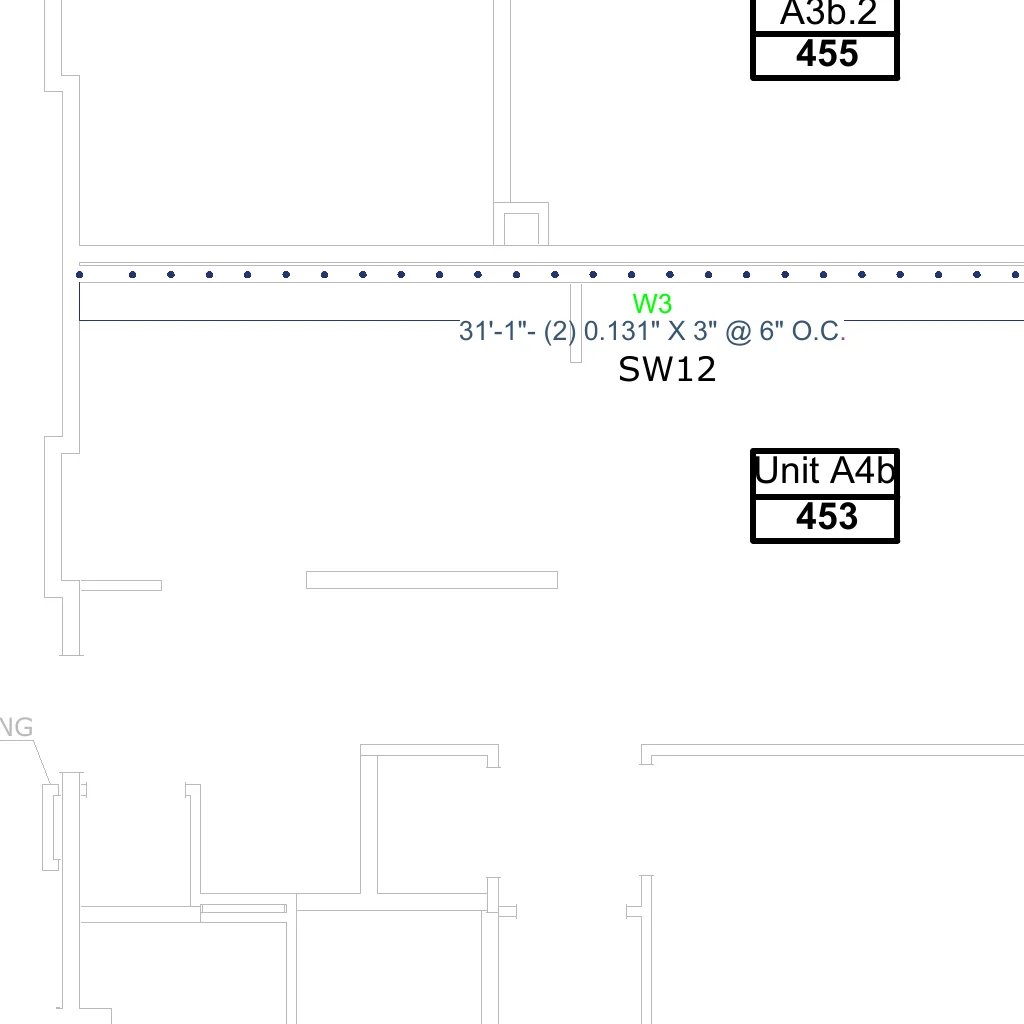 A3b.2
455
W3
31'-1"- (2) 0.131" X 3" @ 6" O.C.
SW12
Unit A4b
453
NG